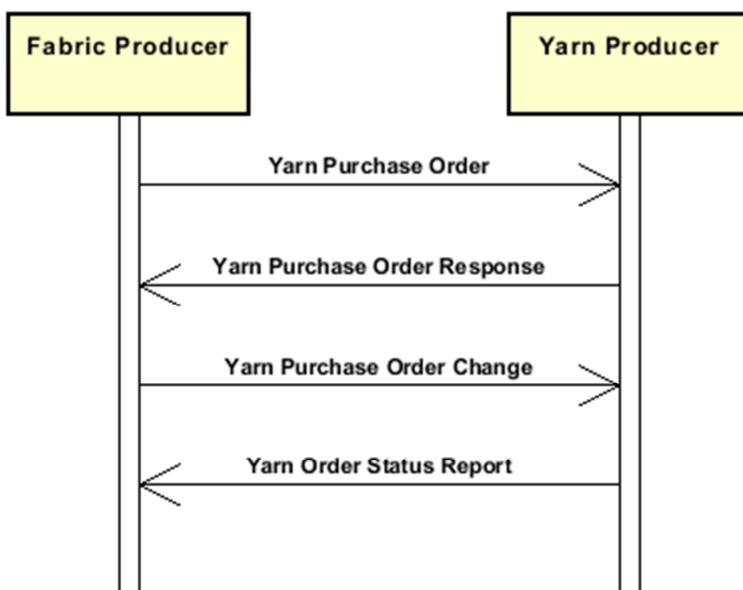 Fabric Producer
Yarn Producer
Yarn Purchase Order
Yarn Purchase Order Response
Yarn Purchase Order Change
Yarn Order Status Report